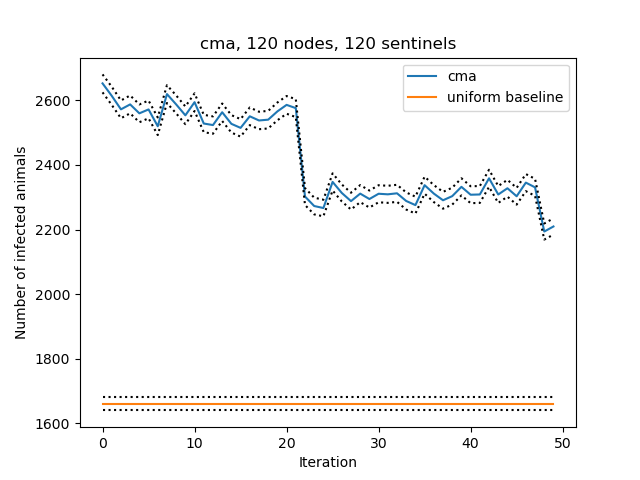 cma, 120 nodes, 120 sentinels
cma
uniform baseline
Number of infected animals
2600
2400
2200
2000
1800
1600
0 10 20 30 40 50
Iteration